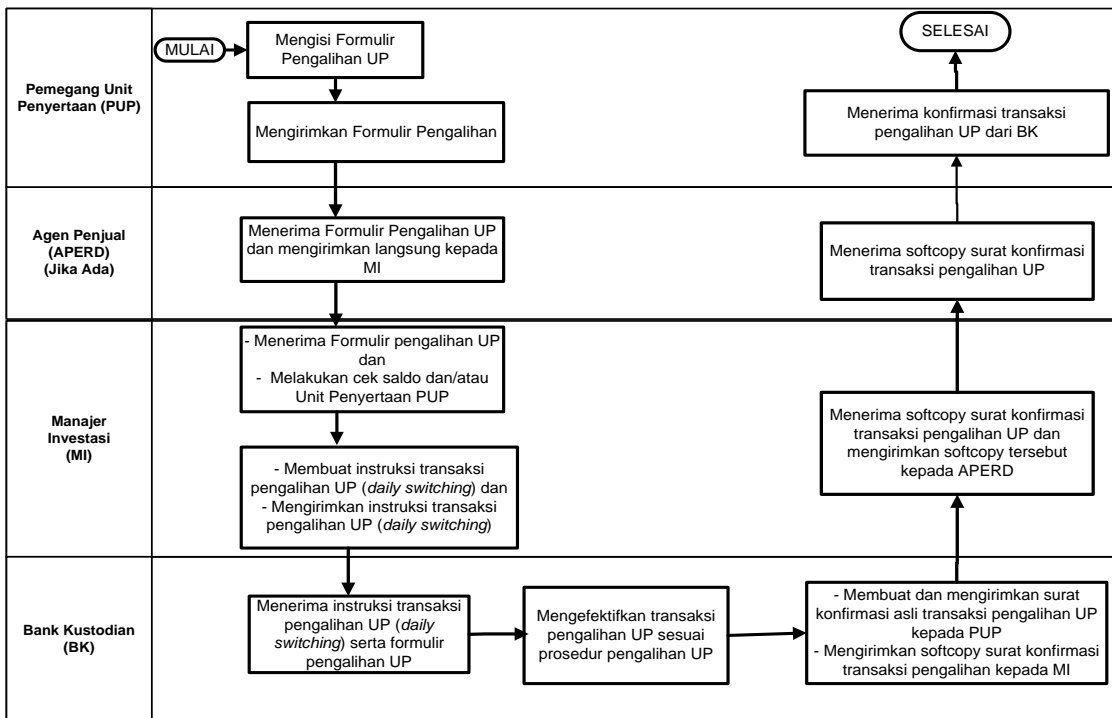 Pemegang Unit
Penyertaan (PUP)
MULAI
Mengisi Formulir
Pengalihan UP
Mengirimkan Formulir Pengalihan
SELESAI
Menerima konfirmasi transaksi
pengalihan UP dari BK
Agen Penjual
(APERD)
(Jika Ada)
Menerima Formulir Pengalihan UP
dan mengirimkan langsung kepada
MI
Menerima softcopy surat konfirmasi
transaksi pengalihan UP
Manajer
Investasi
(MI)
- Menerima Formulir pengalihan UP
dan
- Melakukan cek saldo dan/atau
Unit Penyertaan PUP
- Membuat instruksi transaksi
pengalihan UP (daily switching) dan
- Mengirimkan instruksi transaksi
pengalihan UP (daily switching)
Menerima softcopy surat konfirmasi
transaksi pengalihan UP dan
mengirimkan softcopy tersebut
kepada APERD
Bank Kustodian
(BK)
Menerima instruksi transaksi
pengalihan UP (daily
switching) serta formulir
pengalihan UP
Mengefektifkan transaksi
pengalihan UP sesuai
prosedur pengalihan UP
- Membuat dan mengirimkan surat
konfirmasi asli transaksi pengalihan UP
kepada PUP
- Mengirimkan softcopy surat konfirmasi
transaksi pengalihan kepada MI